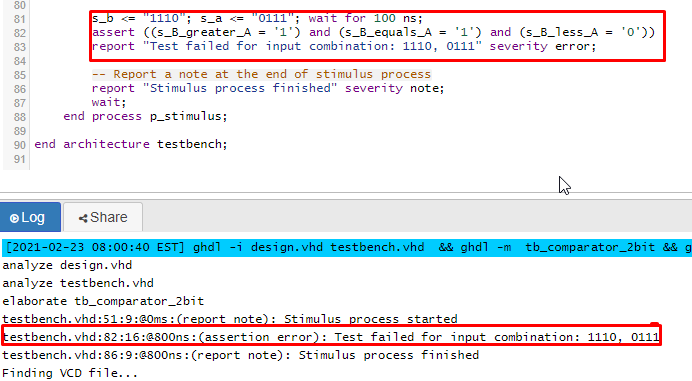 80
81 s_b <= "1110"; s_a <= "0111"; wait for 100 ns;
82 assert ((s_B_greater_A = '1') and (s_B_equals_A = '1') and (s_B_less_A = '0'))
83 report "Test failed for input combination: 1110, 0111" severity error;
84
85 -- Report a note at the end of stimulus process
86 report "Stimulus process finished" severity note;
87 wait;
88 end process p_stimulus;
89
90 end architecture testbench;
91
Log Share
[2021-02-23 08:00:40 EST] ghdl -i design.vhd testbench.vhd && ghdl -m tb_comparator_2bit && g
analyze design.vhd
analyze testbench.vhd
elaborate tb_comparator_2bit
testbench.vhd:51:9:@0ms:(report note): Stimulus process started
testbench.vhd:82:16:@800ns:(assertion error): Test failed for input combination: 1110, 0111
testbench.vhd:86:9:@800ns:(report note): Stimulus process finished
Finding VCD file...